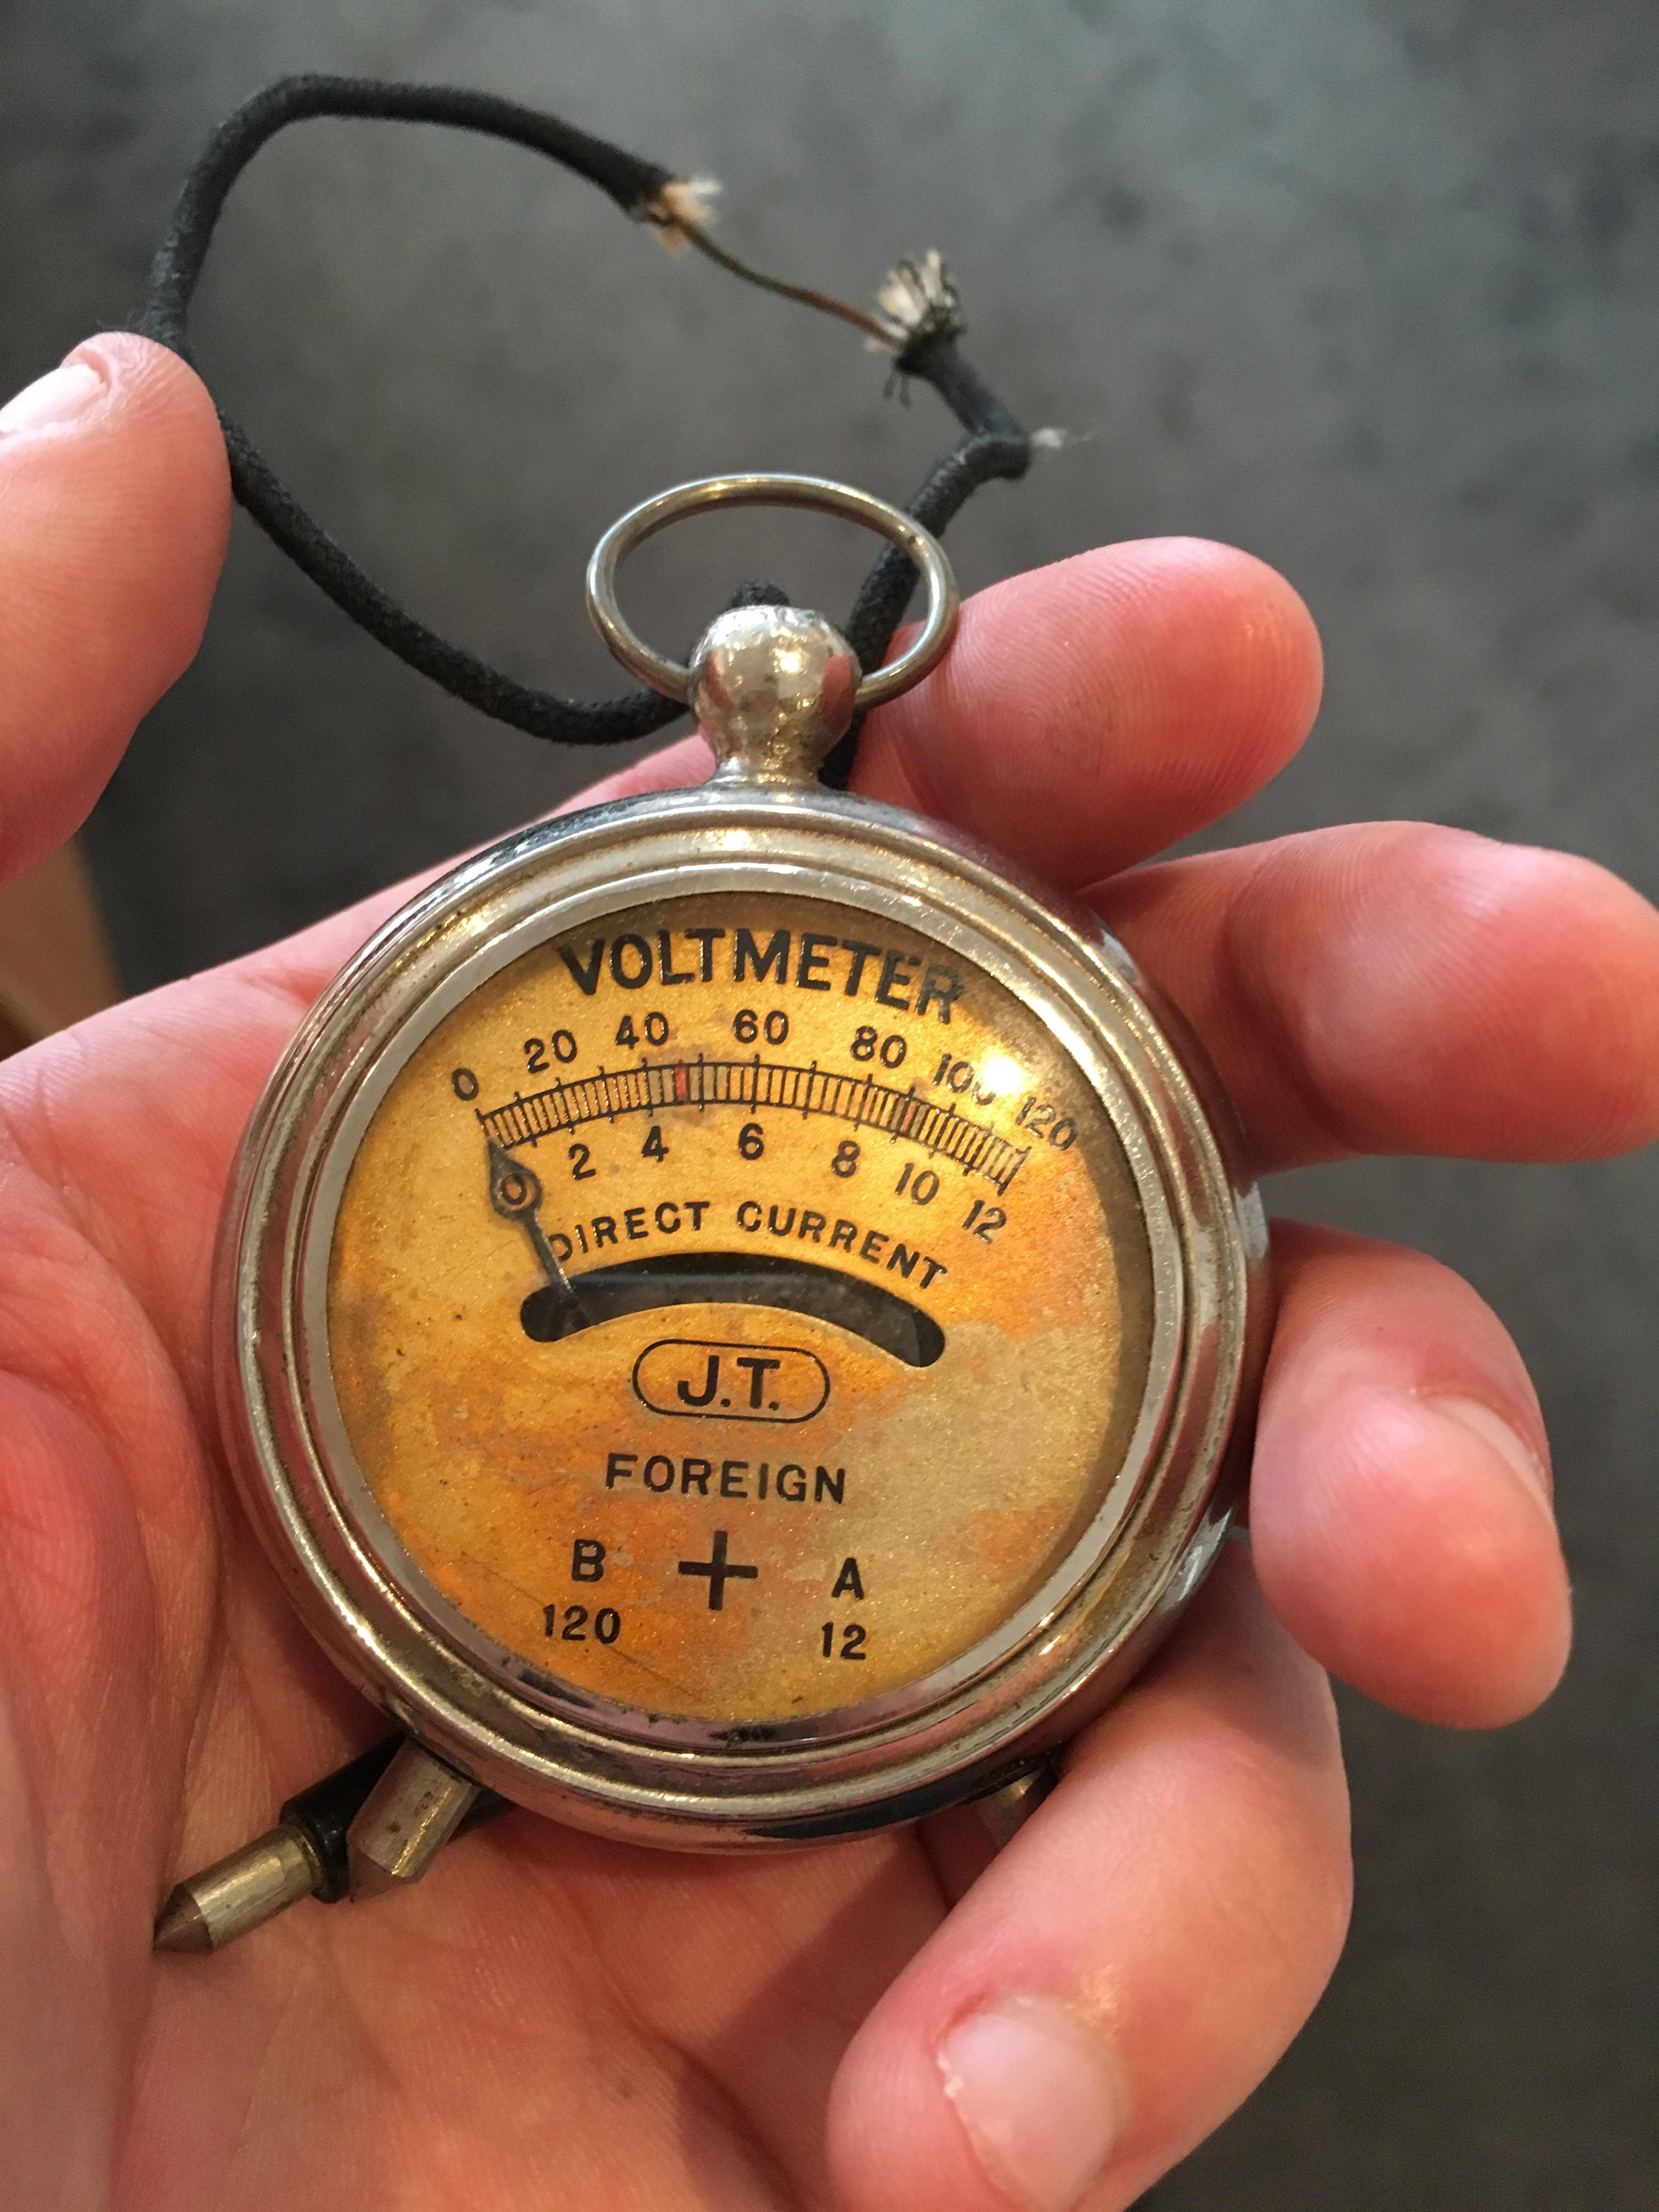 VOLTMETER
0 20 40 60 80 100 120
0 2 4 6 8 10 12
DIRECT CURRENT
J.T.
FOREIGN
B + A
120 12